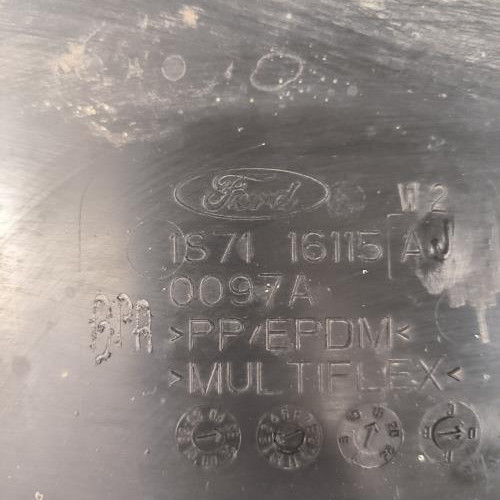 Ford W2
1S71 16115 AJ
0097A
>PP/EPDM<
>MULTIFLEX<